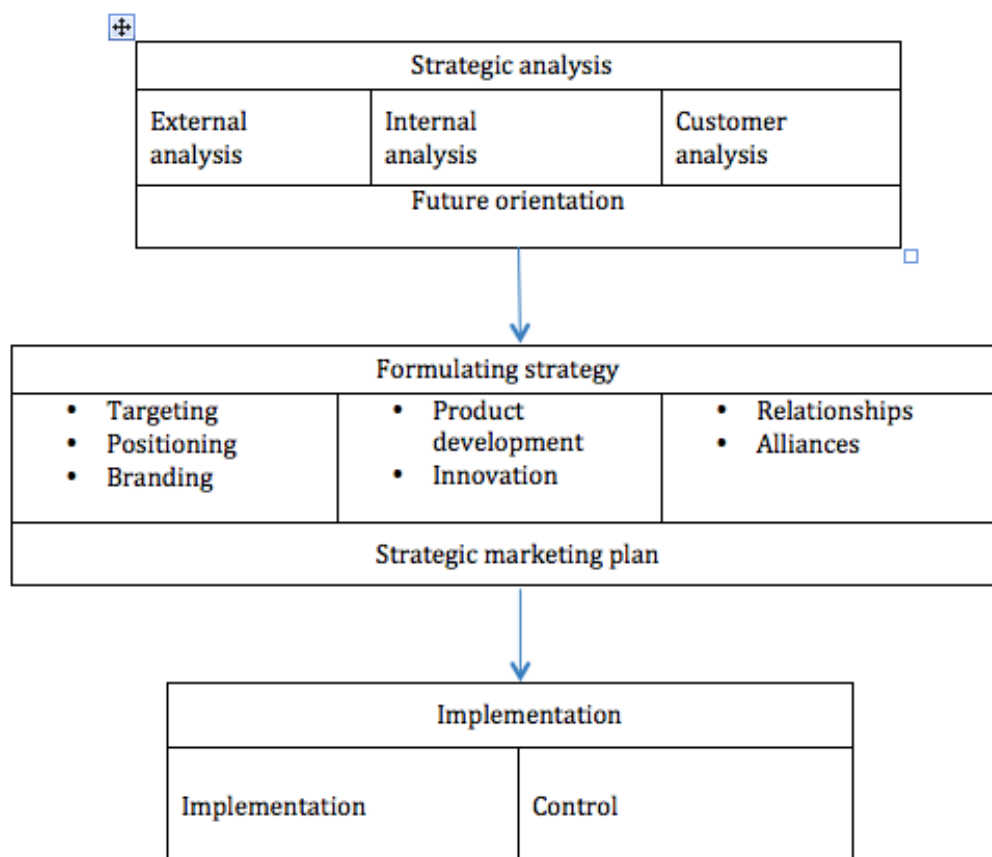 Strategic analysis
External
analysis
Internal
analysis
Customer
analysis
Future orientation
Formulating strategy
• Targeting
• Positioning
• Branding
• Product
development
• Innovation
• Relationships
• Alliances
Strategic marketing plan
Implementation
Implementation
Control